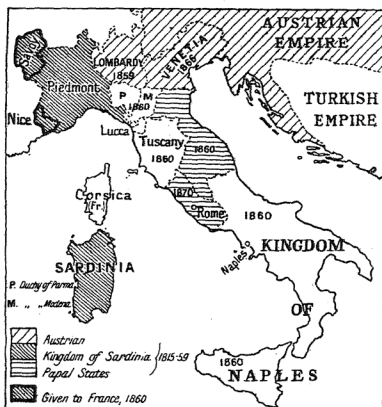 AUSTRIAN
EMPIRE
Savoy
LOMBARDY
1859
VENETIA
1866
Piedmont
P
M
1860
TURKISH
EMPIRE
Nice
Lucca
Tuscany
1860
1860
Corsica
(Fr.)
1870
Rome
1860
SARDINIA
Naples
KINGDOM
OF
NAPLES
1860
P. Duchy of Parma
M. " " Modena
Austrian
Kingdom of Sardinia
Papal States
1815-59
Given to France, 1860